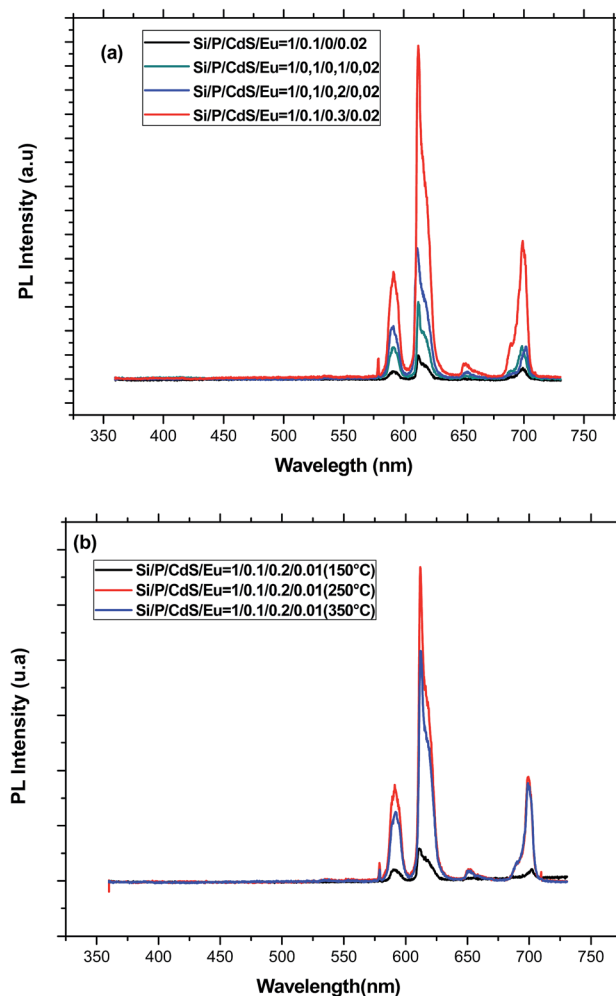 (a)
Si/P/CdS/Eu=1/0.1/0/0.02
Si/P/CdS/Eu=1/0,1/0,1/0,02
Si/P/CdS/Eu=1/0,1/0,2/0,02
Si/P/CdS/Eu=1/0.1/0.3/0.02
PL Intensity (a.u)
350 400 450 500 550 600 650 700 750
Wavelegth (nm)
(b)
Si/P/CdS/Eu=1/0.1/0.2/0.01(150°C)
Si/P/CdS/Eu=1/0.1/0.2/0.01(250°C)
Si/P/CdS/Eu=1/0.1/0.2/0.01(350°C)
PL Intensity (u.a)
350 400 450 500 550 600 650 700 750
Wavelength(nm)